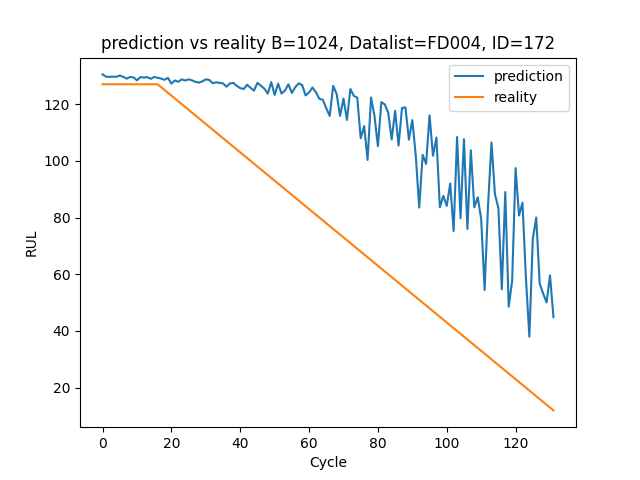 prediction vs reality B=1024, Datalist=FD004, ID=172
prediction
reality
RUL
120
100
80
60
40
20
0 20 40 60 80 100 120
Cycle